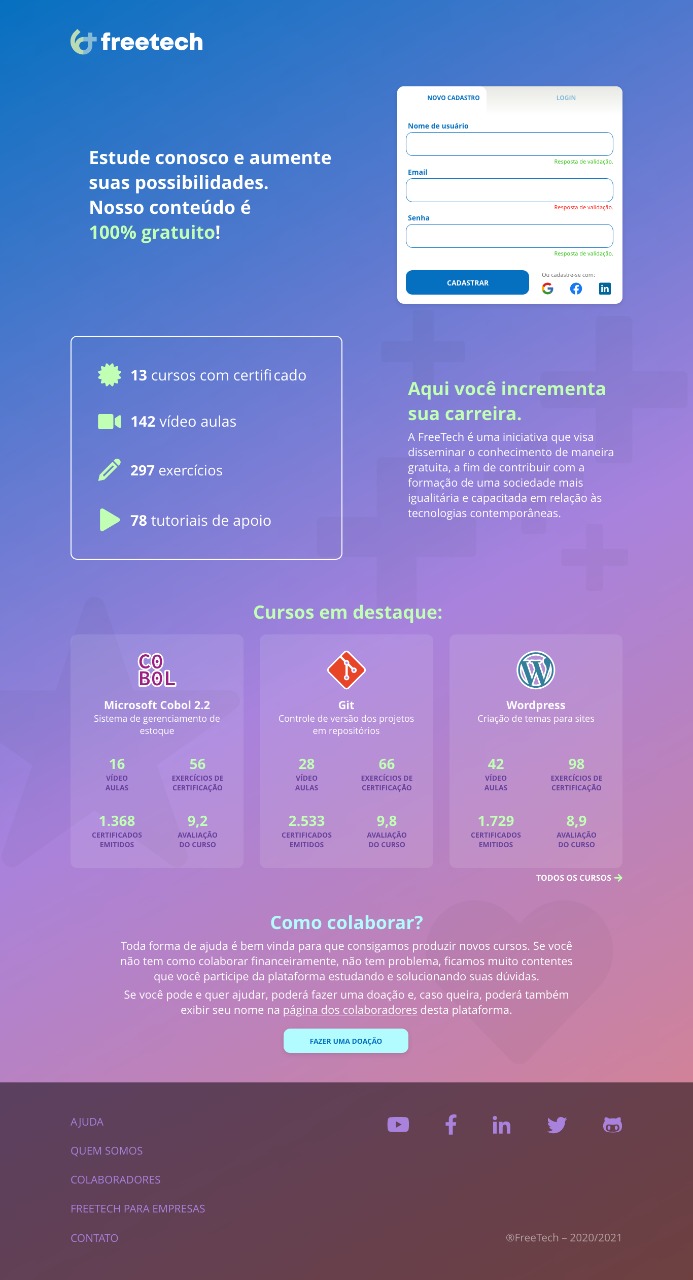 freetech
NOVO CADASTRO
LOGIN
Nome de usuário
Resposta de validação.
Email
Resposta de validação.
Senha
Resposta de validação.
CADASTRAR
Ou cadastre-se com:
Estude conosco e aumente
suas possibilidades.
Nosso conteúdo é
100% gratuito!
13 cursos com certificado
142 vídeo aulas
297 exercícios
78 tutoriais de apoio
Aqui você incrementa
sua carreira.
A FreeTech é uma iniciativa que visa
disseminar o conhecimento de maneira
gratuita, a fim de contribuir com a
formação de uma sociedade mais
igualitária e capacitada em relação às
tecnologias contemporâneas.
Cursos em destaque:
CO
BOL
Microsoft Cobol 2.2
Sistema de gerenciamento de
estoque
16
VÍDEO
AULAS
56
EXERCÍCIOS DE
CERTIFICAÇÃO
1.368
CERTIFICADOS
EMITIDOS
9,2
AVALIAÇÃO
DO CURSO
Git
Controle de versão dos projetos
em repositórios
28
VÍDEO
AULAS
66
EXERCÍCIOS DE
CERTIFICAÇÃO
2.533
CERTIFICADOS
EMITIDOS
9,8
AVALIAÇÃO
DO CURSO
Wordpress
Criação de temas para sites
42
VÍDEO
AULAS
98
EXERCÍCIOS DE
CERTIFICAÇÃO
1.729
CERTIFICADOS
EMITIDOS
8,9
AVALIAÇÃO
DO CURSO
TODOS OS CURSOS
Como colaborar?
Toda forma de ajuda é bem vinda para que consigamos produzir novos cursos. Se você
não tem como colaborar financeiramente, não tem problema, ficamos muito contentes
que você participe da plataforma estudando e solucionando suas dúvidas.
Se você pode e quer ajudar, poderá fazer uma doação e, caso queira, poderá também
exibir seu nome na página dos colaboradores desta plataforma.
FAZER UMA DOAÇÃO
AJUDA
QUEM SOMOS
COLABORADORES
FREETECH PARA EMPRESAS
CONTATO
®FreeTech – 2020/2021